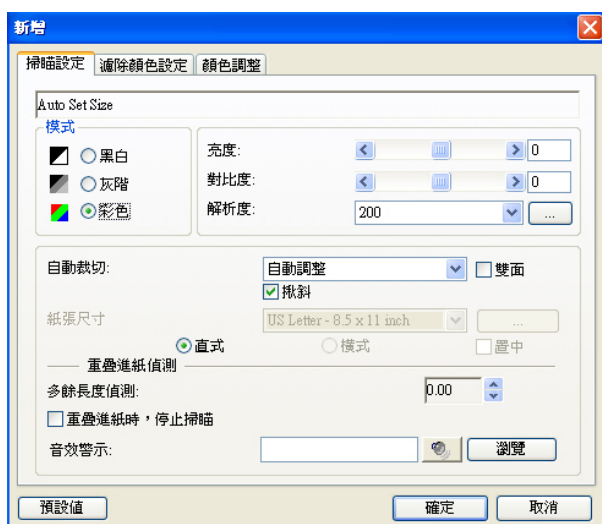 新增
掃瞄設定 濾除顏色設定 顏色調整
Auto Set Size
模式
黑白
灰階
彩色
亮度: 0
對比度: 0
解析度: 200 ...
自動裁切: 自動調整 雙面
揪斜
紙張尺寸 US Letter - 8.5 x 11 inch ...
直式 橫式 置中
重疊進紙偵測
多餘長度偵測: 0.00
重疊進紙時,停止掃瞄
音效警示: 瀏覽
預設值 確定 取消